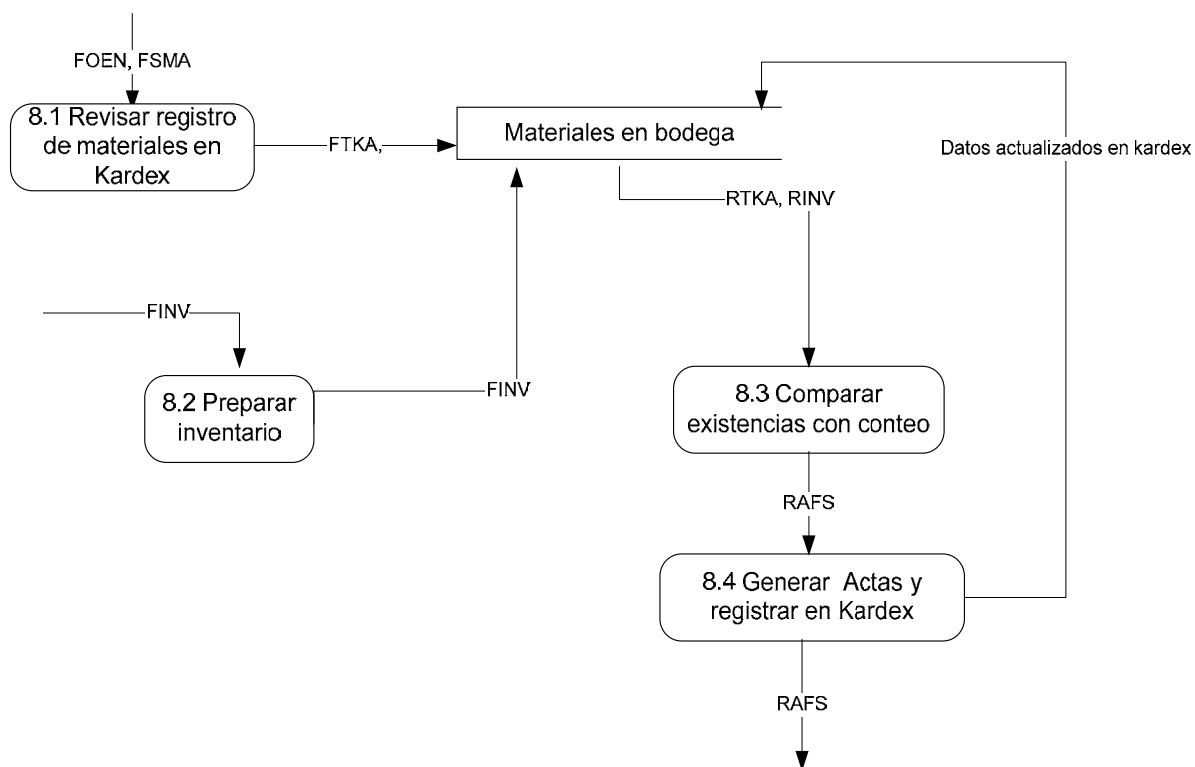 FOEN, FSMA
8.1 Revisar registro
de materiales en
Kardex
FTKA,
Materiales en bodega
Datos actualizados en kardex
RTKA, RINV
FINV
8.2 Preparar
inventario
FINV
8.3 Comparar
existencias con conteo
RAFS
8.4 Generar Actas y
registrar en Kardex
RAFS